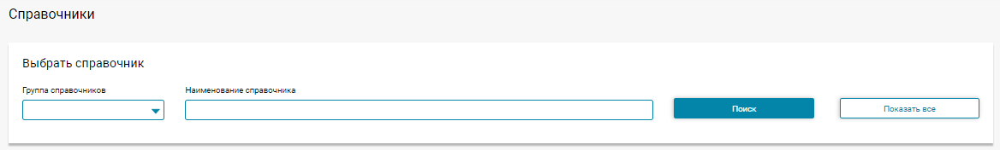 Справочники
Выбрать справочник
Группа справочников
Наименование справочника
Поиск
Показать все